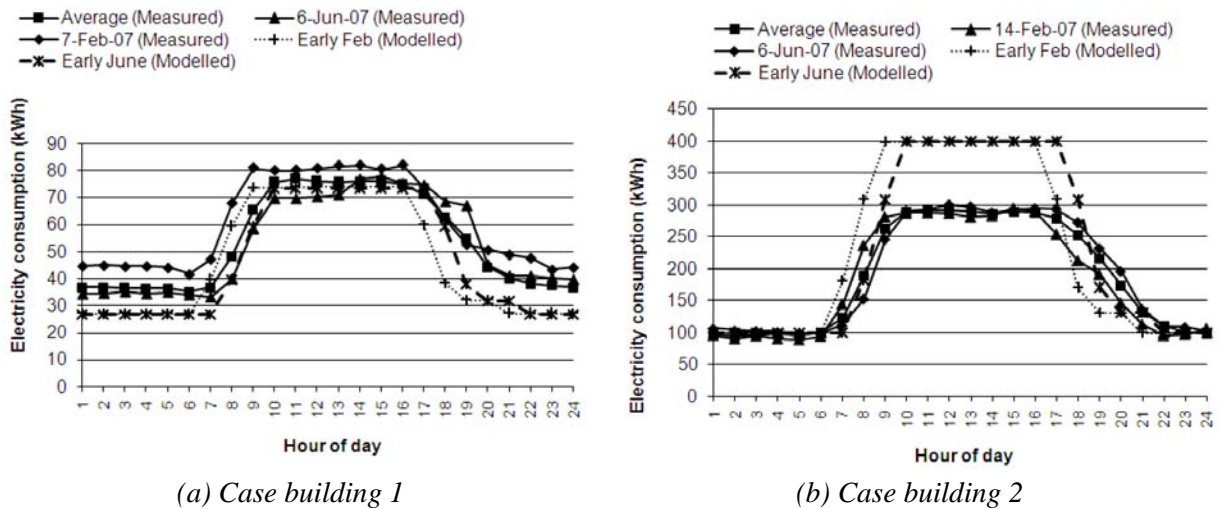 Average (Measured) 6-Jun-07 (Measured)
7-Feb-07 (Measured) Early Feb (Modelled)
Early June (Modelled)
Electricity consumption (kWh)
90
80
70
60
50
40
30
20
10
0
1 2 3 4 5 6 7 8 9 10 11 12 13 14 15 16 17 18 19 20 21 22 23 24
Hour of day
(a) Case building 1
Average (Measured) 14-Feb-07 (Measured)
6-Jun-07 (Measured) Early Feb (Modelled)
Early June (Modelled)
Electricity consumption (kWh)
450
400
350
300
250
200
150
100
50
0
1 2 3 4 5 6 7 8 9 10 11 12 13 14 15 16 17 18 19 20 21 22 23 24
Hour of day
(b) Case building 2